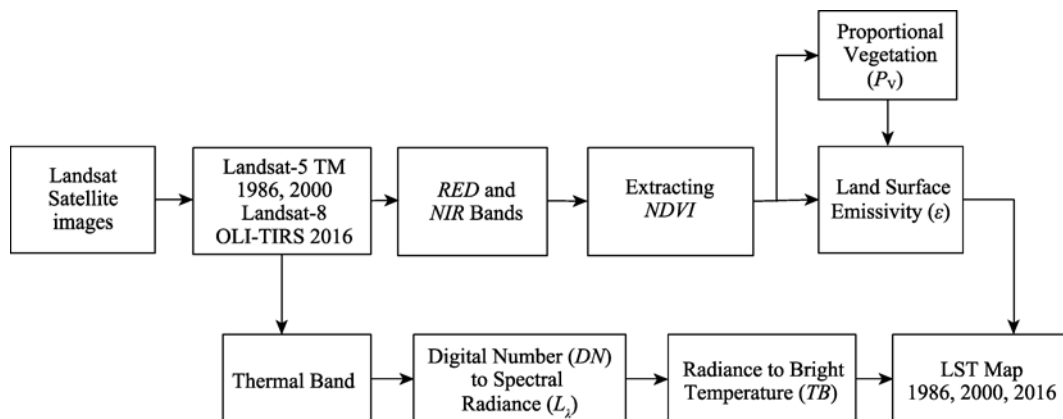 Proportional
Vegetation
(Pv)
Landsat
Satellite
images
Landsat-5 TM
1986, 2000
Landsat-8
OLI-TIRS 2016
RED and
NIR Bands
Extracting
NDVI
Land Surface
Emissivity (ε)
Thermal Band
Digital Number (DN)
to Spectral
Radiance (Lλ)
Radiance to Bright
Temperature (TB)
LST Map
1986, 2000, 2016